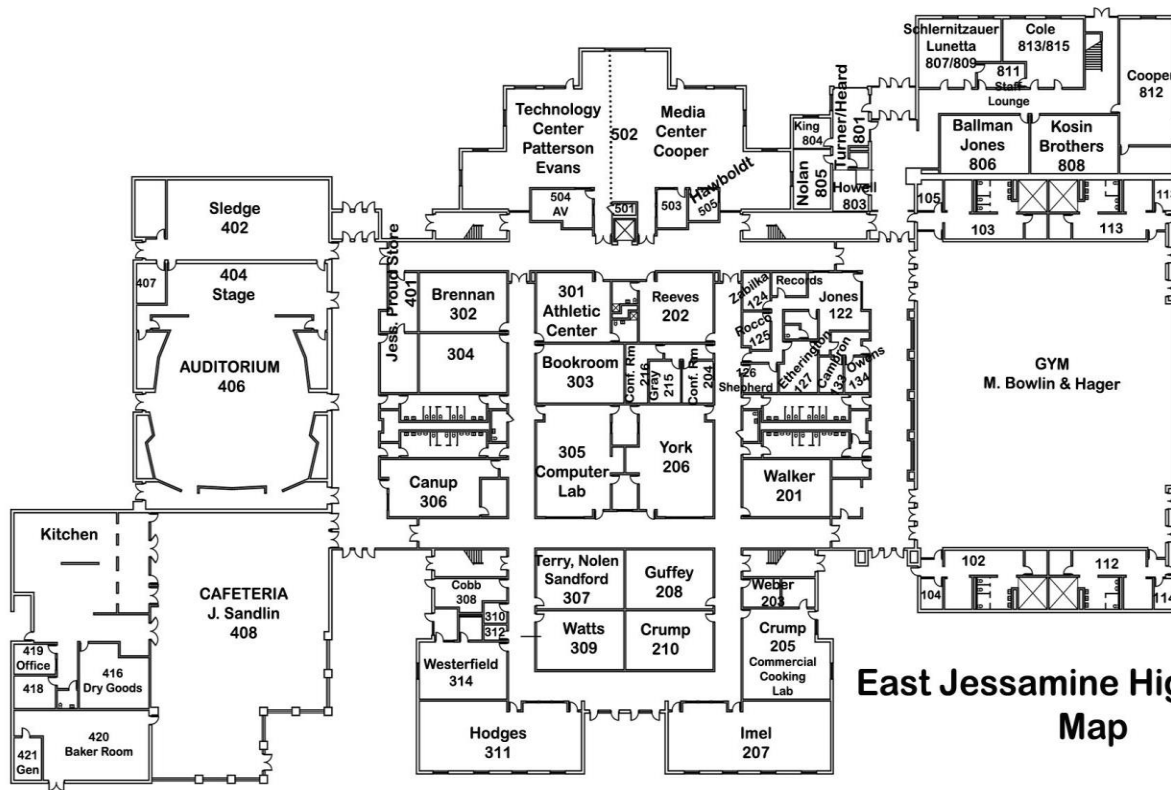 Schlernitzauer
Lunetta
807/809
Cole
813/815
811
Staff
Lounge
Cooper
812
Turner/Heard
801
King
804
Nolan
805
Howell
803
Ballman
Jones
806
Kosin
Brothers
808
Technology
Center
Patterson
Evans
502
Media
Center
Cooper
504
AV
501
503
Hawboldt
505
105
103
113
Sledge
402
407
404
Stage
AUDITORIUM
406
Jess. Proud Store
401
Brennan
302
304
301
Athletic
Center
Reeves
202
Bookroom
303
Conf. Rm
216
Gray
215
Conf. Rm
204
Zabilka
124
Records
Jones
122
Rocco
125
126
Shepherd
Etherington
127
Cambron
133
Owens
134
GYM
M. Bowlin & Hager
305
Computer
Lab
York
206
Canup
306
Walker
201
Kitchen
CAFETERIA
J. Sandlin
408
419
Office
418
416
Dry Goods
420
Baker Room
421
Gen
Cobb
308
310
312
Westerfield
314
Hodges
311
Terry, Nolen
Sandford
307
Guffey
208
Watts
309
Crump
210
Weber
203
Crump
205
Commercial
Cooking
Lab
Imel
207
102
112
104
114
East Jessamine Hig
Map